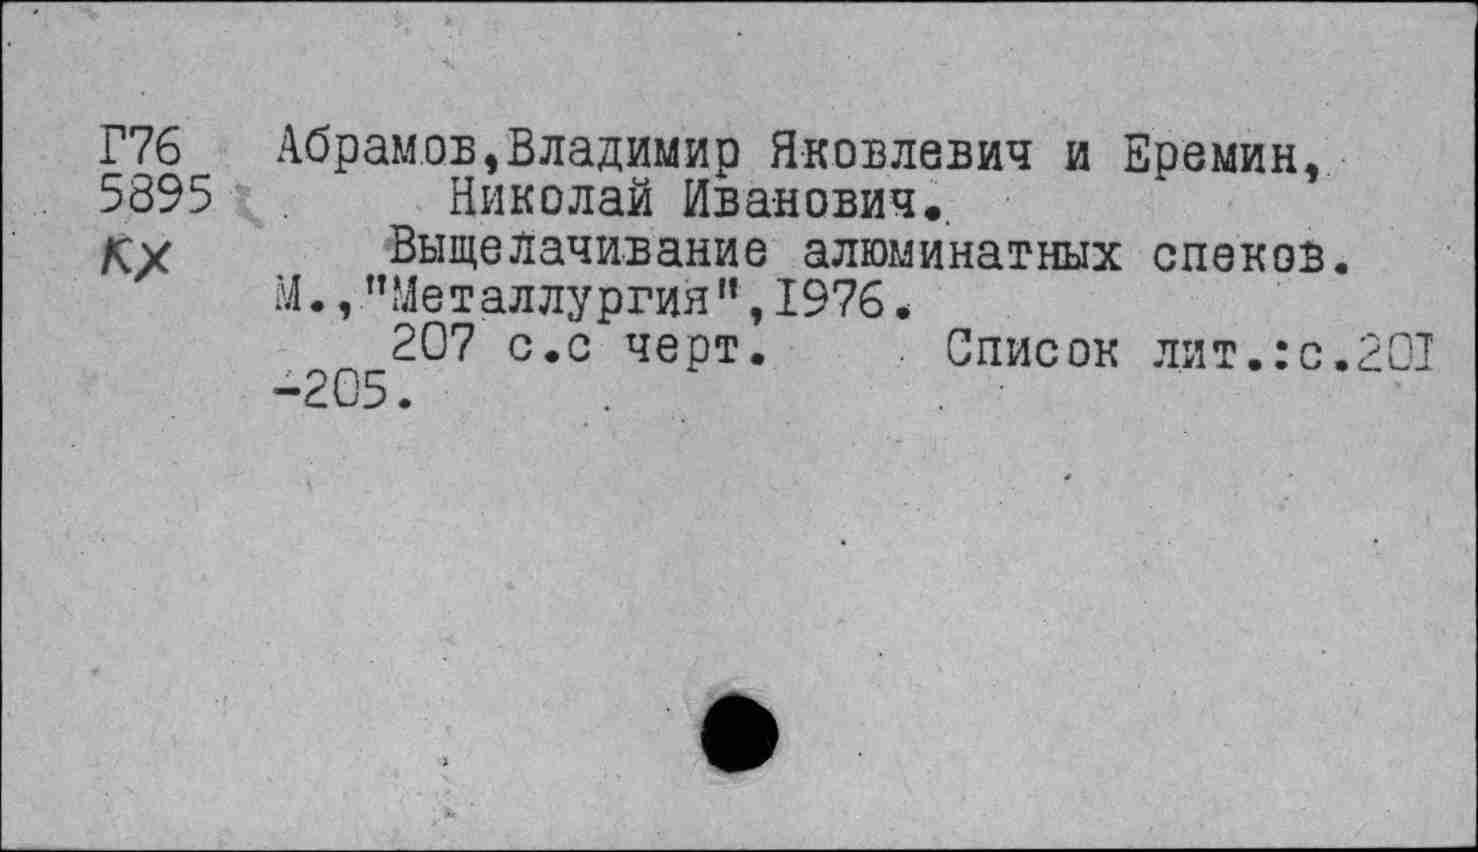 Г76 Абрамов,Владимир Яковлевич и Еремин,
5895 Николай Иванович.
КХ Выщелачивание алюминатных спеков.
М.,"Металлургия",1976.
207 с.с черт. Список лит.:с.201
-205.